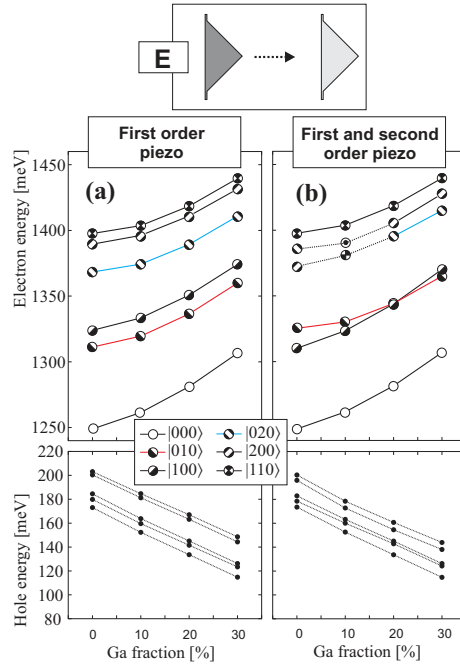 E
First order
piezo
First and second
order piezo
Electron energy [meV]
1450
1400
1350
1300
1250
(a)
(b)
|000⟩
|010⟩
|100⟩
|020⟩
|200⟩
|110⟩
Hole energy [meV]
220
200
180
160
140
120
100
80
0 10 20 30
0 10 20 30
Ga fraction [%]
Ga fraction [%]